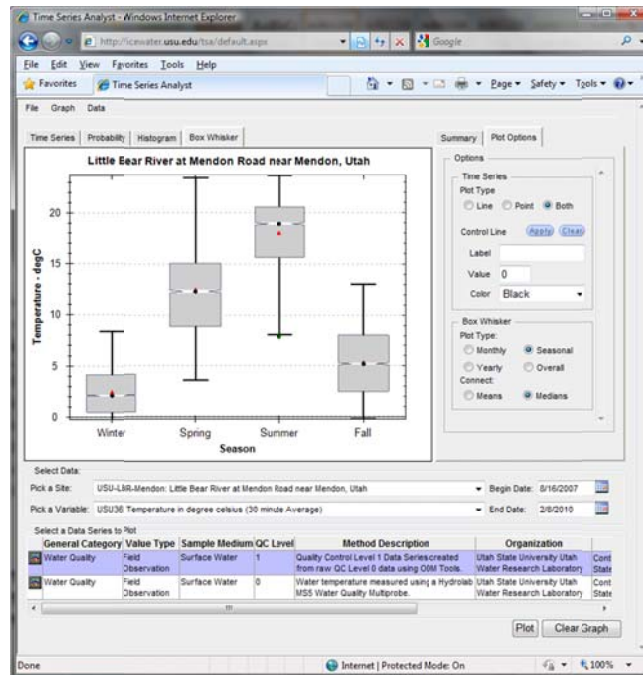 Time Series Analyst - Windows Internet Explorer
http://icewater.usu.edu/tsa/default.aspx
Google
File Edit View Favorites Tools Help
Favorites Time Series Analyst Page Safety Tools
File Graph Data
Time Series Probability Histogram Box Whisker
Summary Plot Options
Little Bear River at Mendon Road near Mendon, Utah
Temperature - degC
20
15
10
5
0
Winter Spring Summer Fall
Season
Options
Time Series
Plot Type
Line Point Both
Control Line Apply Clear
Label
Value 0
Color Black
Box Whisker
Plot Type:
Monthly Seasonal
Yearly Overall
Connect:
Means Medians
Select Data:
Pick a Site: USU-LBR-Mendon: Little Bear River at Mendon Road near Mendon, Utah Begin Date: 8/16/2007
Pick a Variable: USU36 Temperature in degree celsius (30 minute Average) End Date: 2/8/2010
Select a Data Series to Plot
General Category Value Type Sample Medium QC Level Method Description Organization
Water Quality Field Observation Surface Water 1 Quality Control Level 1 Data Series created from raw QC Level 0 data using ODM Tools. Utah State University Utah Water Research Laboratory Cont State
Water Quality Field Observation Surface Water 0 Water temperature measured using a Hydrolab MS5 Water Quality Multiprobe. Utah State University Utah Water Research Laboratory Cont State
Plot Clear Graph
Done Internet | Protected Mode: On 100%